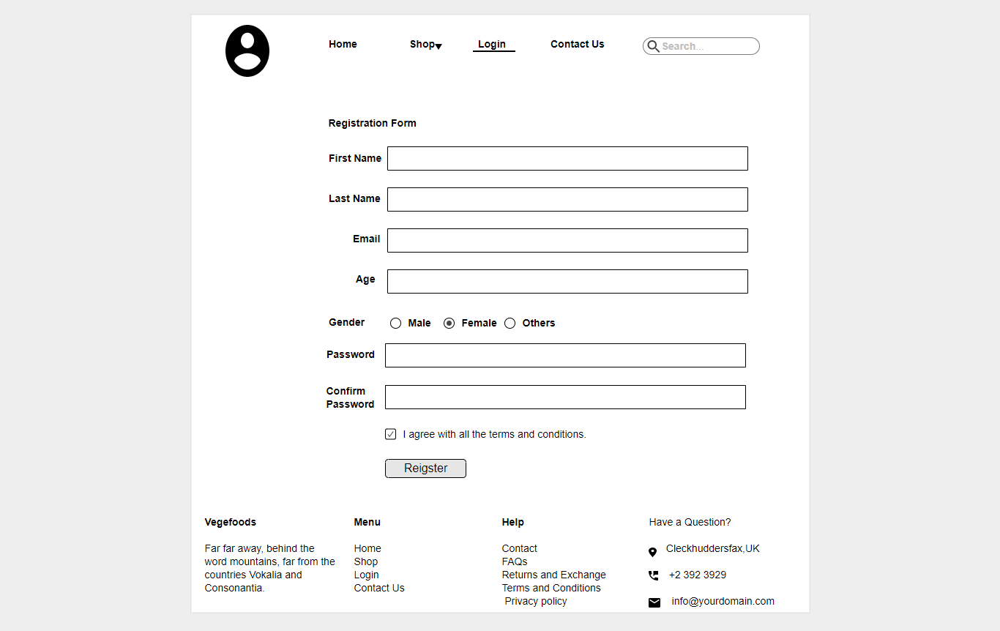 Home Shop Login Contact Us Search...
Registration Form
First Name
Last Name
Email
Age
Gender Male Female Others
Password
Confirm
Password
I agree with all the terms and conditions.
Reigster
Vegefoods
Far far away, behind the
word mountains, far from the
countries Vokalia and
Consonantia.
Menu
Home
Shop
Login
Contact Us
Help
Contact
FAQs
Returns and Exchange
Terms and Conditions
Privacy policy
Have a Question?
Cleckhuddersfax,UK
+2 392 3929
info@yourdomain.com